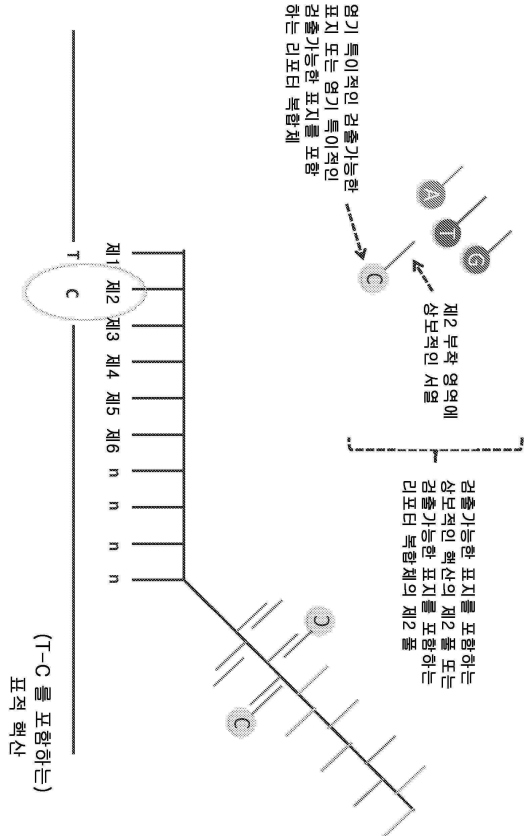 검출가능한 표지를 포함하는
상보적인 핵산의 제2 풀 또는
검출가능한 표지를 포함하는
리포터 복합체의 제2 풀
제2 부착 영역에
상보적인 서열
G
T
A
C
염기 특이적인 검출가능한
표지 또는 염기 특이적인
검출가능한 표지를 포함
하는 리포터 복합체
C
C
제1 제2 제3 제4 제5 제6 n n n n
T C
(T-C 를 포함하는)
표적 핵산